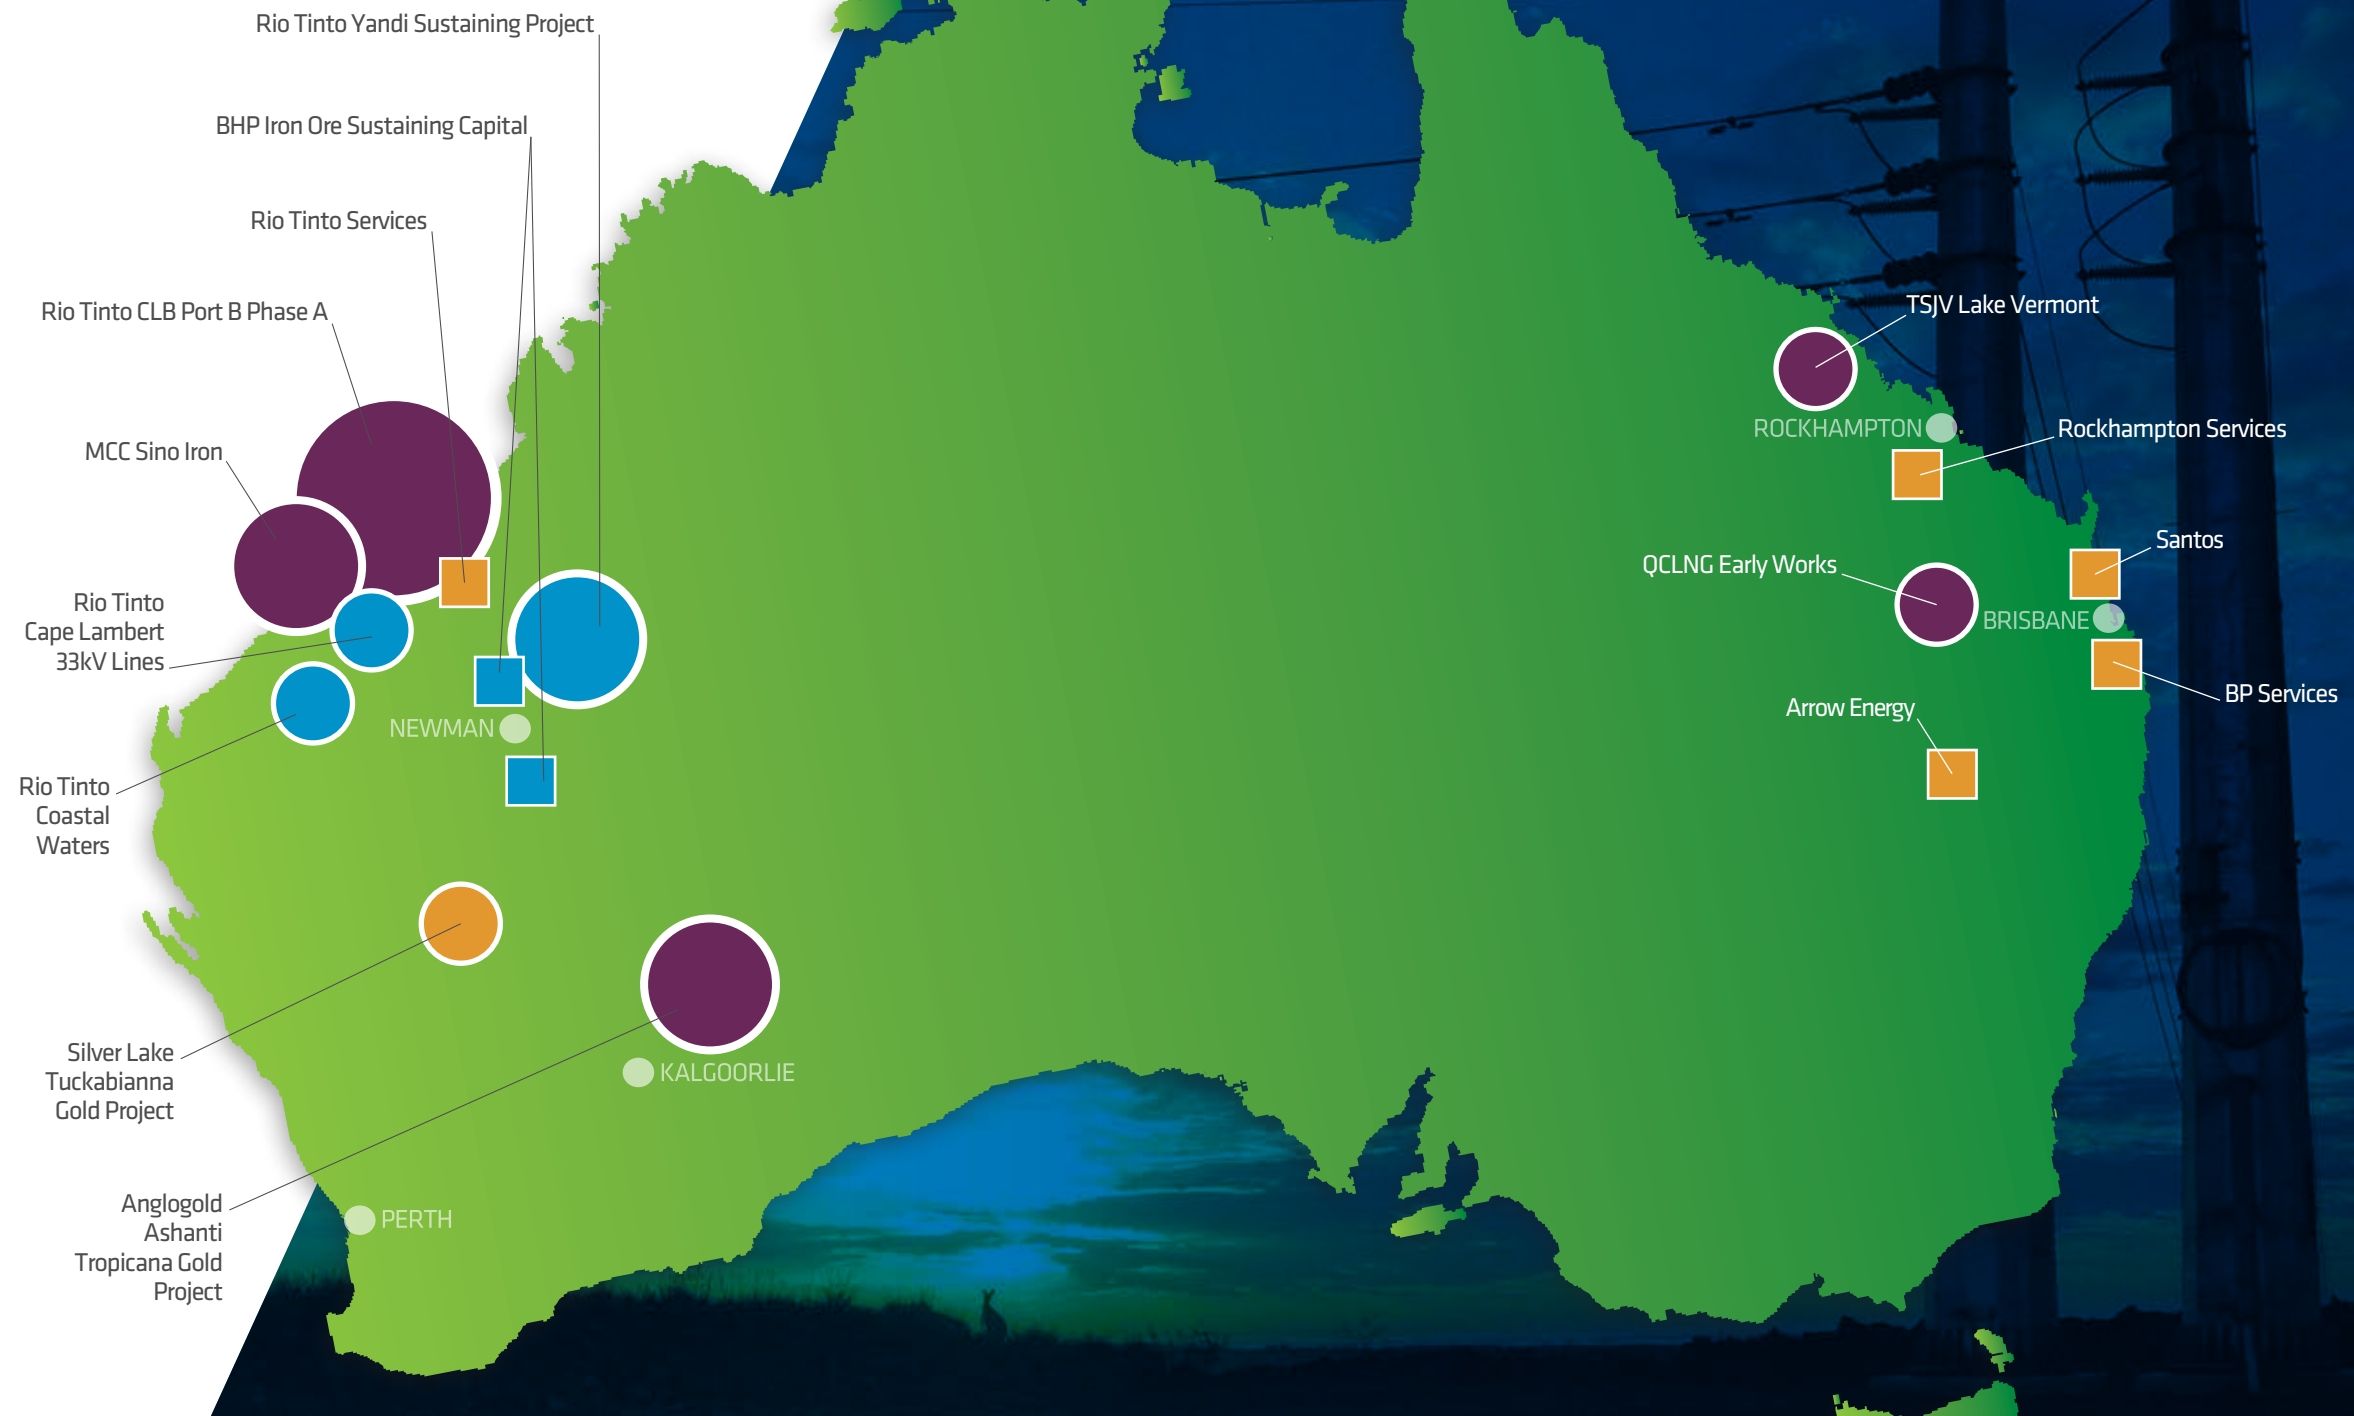 Rio Tinto Yandi Sustaining Project
BHP Iron Ore Sustaining Capital
Rio Tinto Services
Rio Tinto CLB Port B Phase A
MCC Sino Iron
Rio Tinto
Cape Lambert
33kV Lines
NEWMAN
Rio Tinto
Coastal
Waters
Silver Lake
Tuckabianna
Gold Project
KALGOORLIE
Anglogold
Ashanti
Tropicana Gold
Project
PERTH
TSJV Lake Vermont
ROCKHAMPTON
Rockhampton Services
Santos
QCLNG Early Works
BRISBANE
BP Services
Arrow Energy